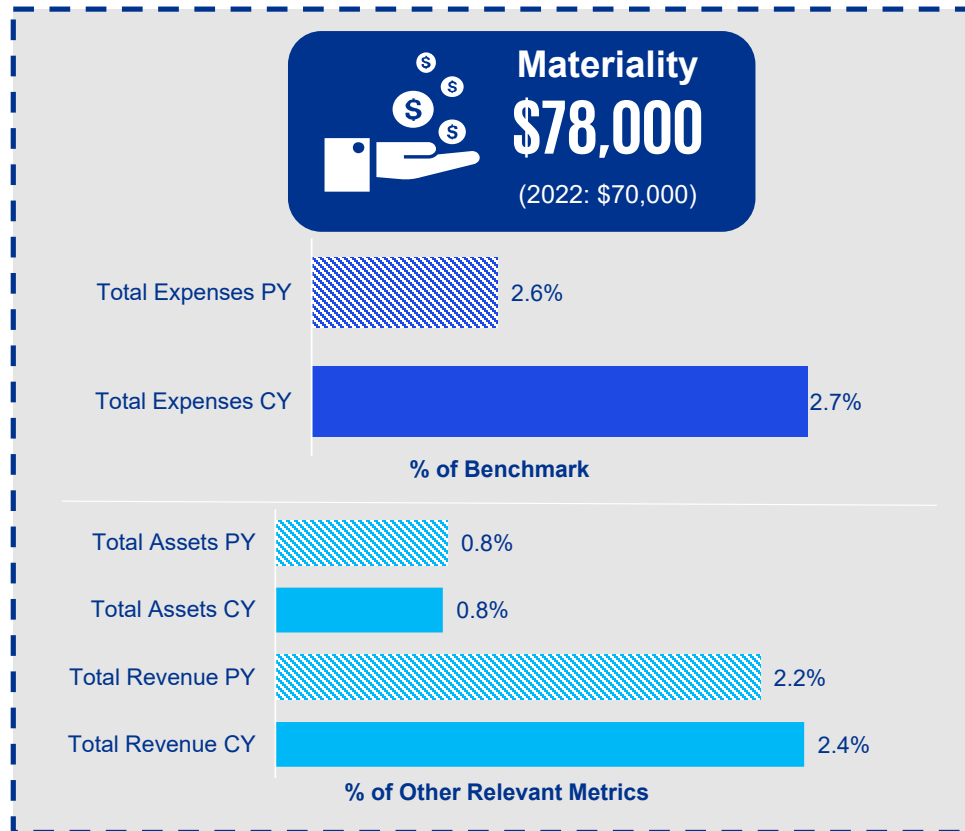 Materiality
$78,000
(2022: $70,000)
$
$
$
$
Total Expenses PY
2.6%
Total Expenses CY
2.7%
% of Benchmark
Total Assets PY
0.8%
Total Assets CY
0.8%
Total Revenue PY
2.2%
Total Revenue CY
2.4%
% of Other Relevant Metrics